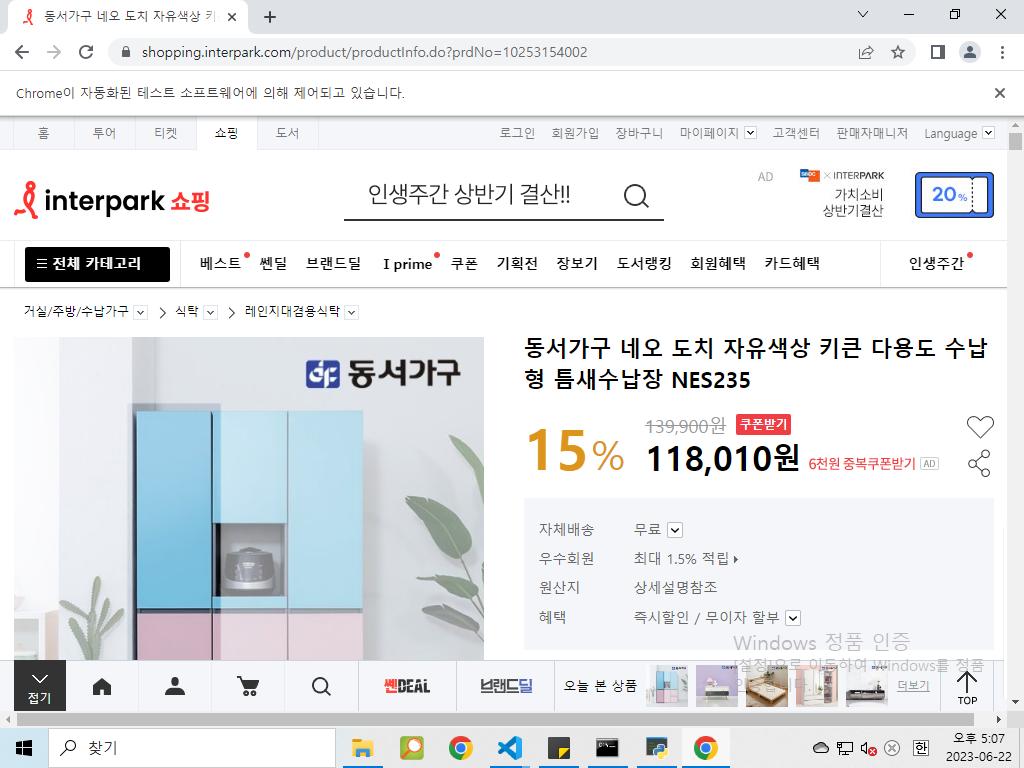 동서가구 네오 도치 자유색상 키
shopping.interpark.com/product/productInfo.do?prdNo=10253154002
Chrome이 자동화된 테스트 소프트웨어에 의해 제어되고 있습니다.
홈 투어 티켓 쇼핑 도서 로그인 회원가입 장바구니 마이페이지 고객센터 판매자매니저 Language
interpark 쇼핑
인생주간 상반기 결산!!
AD
× INTERPARK
가치소비
상반기결산
20%
전체 카테고리 베스트 쎈딜 브랜드딜 I prime 쿠폰 기획전 장보기 도서랭킹 회원혜택 카드혜택 인생주간
거실/주방/수납가구 > 식탁 > 레인지대겸용식탁
동서가구
동서가구 네오 도치 자유색상 키큰 다용도 수납
형 틈새수납장 NES235
15%
139,900원 쿠폰받기
118,010원 6천원 중복쿠폰받기 AD
자체배송 무료
우수회원 최대 1.5% 적립
원산지 상세설명참조
혜택 즉시할인 / 무이자 할부
Windows 정품 인증
[설정]으로 이동하여 Windows를 정품
접기
쎈DEAL
브랜드딜
오늘 본 상품
더보기
TOP
찾기
한
오후 5:07
2023-06-22